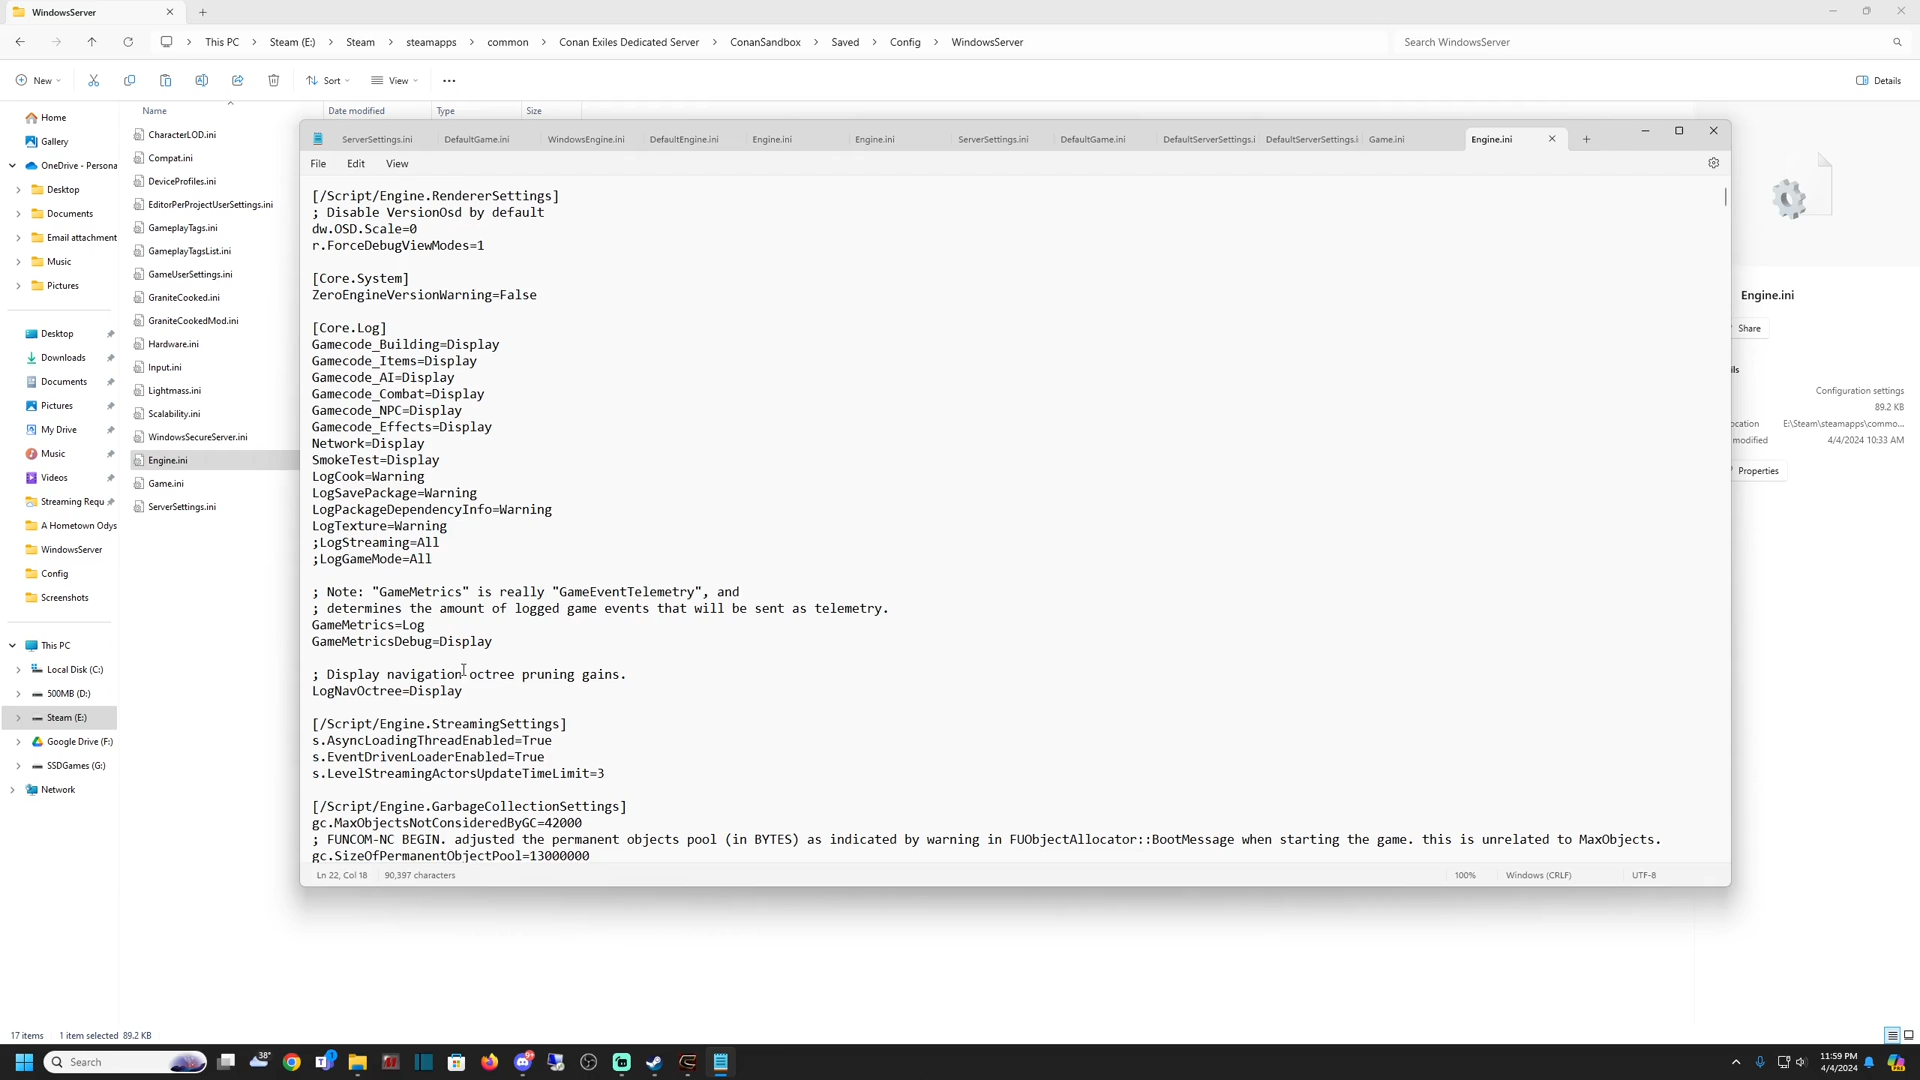 WindowsServer
This PC > Steam (E:) > Steam > steamapps > common > Conan Exiles Dedicated Server > ConanSandbox > Saved > Config > WindowsServer
Search WindowsServer
New
Sort
View
Details
Name
Date modified
Type
Size
Home
Gallery
OneDrive - Persona
Desktop
Documents
Email attachment
Music
Pictures
Desktop
Downloads
Documents
Pictures
My Drive
Music
Videos
Streaming Requ
A Hometown Odys
WindowsServer
Config
Screenshots
This PC
Local Disk (C:)
500MB (D:)
Steam (E:)
Google Drive (F:)
SSDGames (G:)
Network
CharacterLOD.ini
Compat.ini
DeviceProfiles.ini
EditorPerProjectUserSettings.ini
GameplayTags.ini
GameplayTagsList.ini
GameUserSettings.ini
GraniteCooked.ini
GraniteCookedMod.ini
Hardware.ini
Input.ini
Lightmass.ini
Scalability.ini
WindowsSecureServer.ini
Engine.ini
Game.ini
ServerSettings.ini
ServerSettings.ini
DefaultGame.ini
WindowsEngine.ini
DefaultEngine.ini
Engine.ini
Engine.ini
ServerSettings.ini
DefaultGame.ini
DefaultServerSettings.i
DefaultServerSettings.i
Game.ini
Engine.ini
File
Edit
View
[/Script/Engine.RendererSettings]
; Disable VersionOsd by default
dw.OSD.Scale=0
r.ForceDebugViewModes=1
[Core.System]
ZeroEngineVersionWarning=False
[Core.Log]
Gamecode_Building=Display
Gamecode_Items=Display
Gamecode_AI=Display
Gamecode_Combat=Display
Gamecode_NPC=Display
Gamecode_Effects=Display
Network=Display
SmokeTest=Display
LogCook=Warning
LogSavePackage=Warning
LogPackageDependencyInfo=Warning
LogTexture=Warning
;LogStreaming=All
;LogGameMode=All
; Note: "GameMetrics" is really "GameEventTelemetry", and
; determines the amount of logged game events that will be sent as telemetry.
GameMetrics=Log
GameMetricsDebug=Display
; Display navigation octree pruning gains.
LogNavOctree=Display
[/Script/Engine.StreamingSettings]
s.AsyncLoadingThreadEnabled=True
s.EventDrivenLoaderEnabled=True
s.LevelStreamingActorsUpdateTimeLimit=3
[/Script/Engine.GarbageCollectionSettings]
gc.MaxObjectsNotConsideredByGC=42000
; FUNCOM-NC BEGIN. adjusted the permanent objects pool (in BYTES) as indicated by warning in FUObjectAllocator::BootMessage when starting the game. this is unrelated to MaxObjects.
gc.SizeOfPermanentObjectPool=13000000
Ln 22, Col 18
90,397 characters
100%
Windows (CRLF)
UTF-8
Engine.ini
Share
ils
Configuration settings
89.2 KB
ocation
E:\Steam\steamapps\commo...
modified
4/4/2024 10:33 AM
Properties
17 items
1 item selected 89.2 KB
Search
38°
11:59 PM
4/4/2024